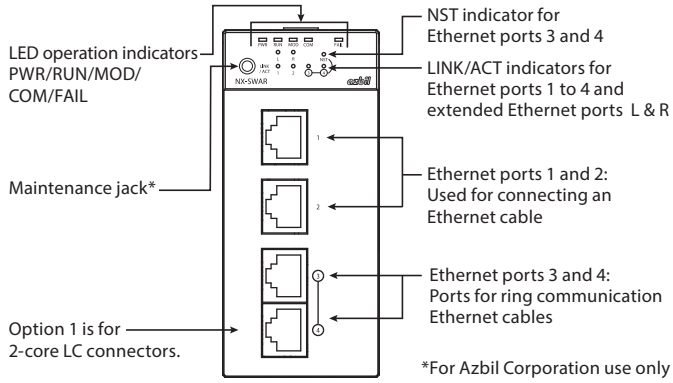 LED operation indicators
PWR/RUN/MOD/
COM/FAIL
Maintenance jack*
Option 1 is for
2-core LC connectors.
PWR RUN MOD COM FAIL
L R NST
LINK
/ ACT 1 2 3 4
NX-SWAR
azbil
1
2
3
4
NST indicator for
Ethernet ports 3 and 4
LINK/ACT indicators for
Ethernet ports 1 to 4 and
extended Ethernet ports L & R
Ethernet ports 1 and 2:
Used for connecting an
Ethernet cable
Ethernet ports 3 and 4:
Ports for ring communication
Ethernet cables
*For Azbil Corporation use only